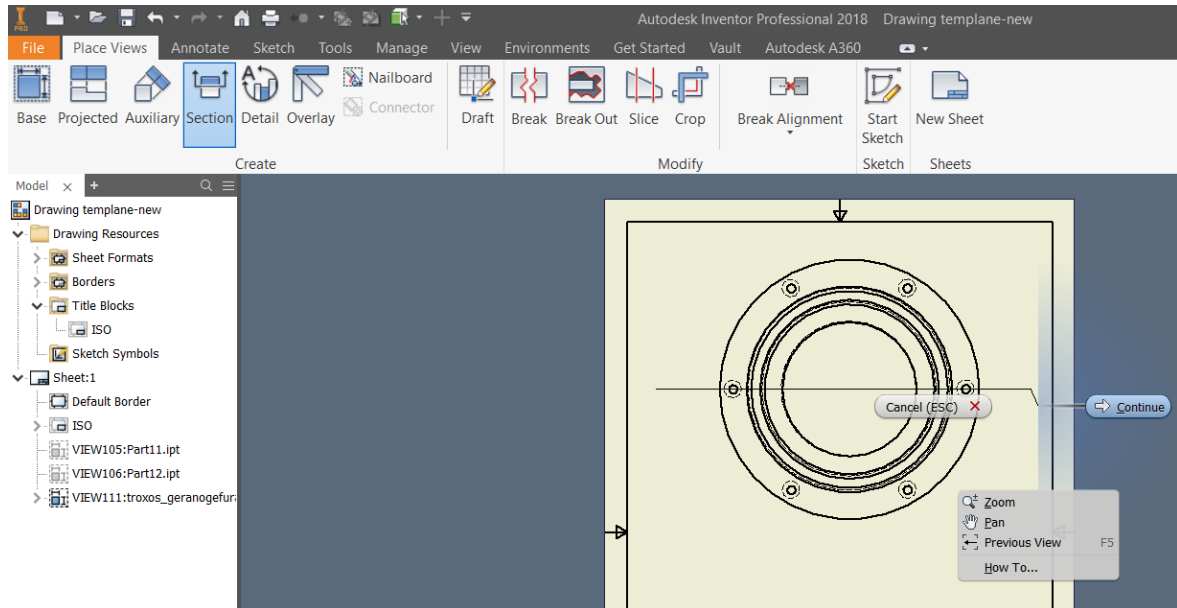 PRO
Autodesk Inventor Professional 2018 Drawing templane-new
File Place Views Annotate Sketch Tools Manage View Environments Get Started Vault Autodesk A360
Nailboard
Connector
Base Projected Auxiliary Section Detail Overlay Draft Break Break Out Slice Crop Break Alignment Start Sketch New Sheet
Create Modify Sketch Sheets
Model
Drawing templane-new
Drawing Resources
Sheet Formats
Borders
Title Blocks
ISO
Sketch Symbols
Sheet:1
Default Border
ISO
VIEW105:Part11.ipt
VIEW106:Part12.ipt
VIEW111:troxos_geranogefura
Cancel (ESC)
Continue
Zoom
Pan
Previous View F5
How To...